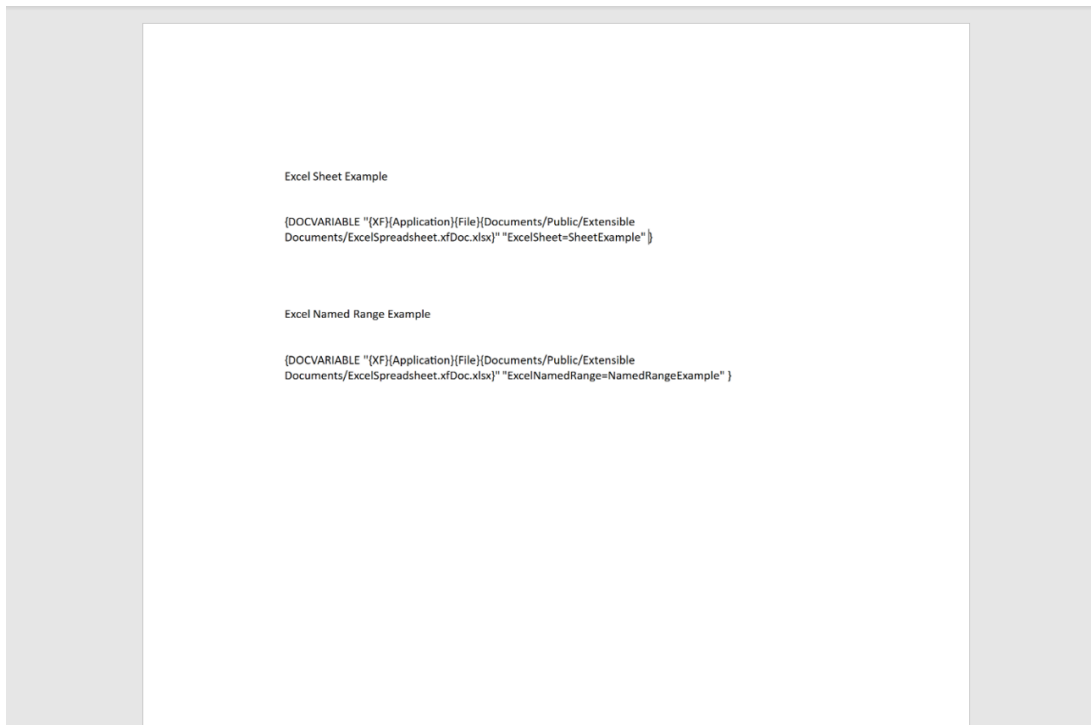 Excel Sheet Example
{DOCVARIABLE "{XF}{Application}{File}{Documents/Public/Extensible
Documents/ExcelSpreadsheet.xfDoc.xlsx}" "ExcelSheet=SheetExample" }
Excel Named Range Example
{DOCVARIABLE "{XF}{Application}{File}{Documents/Public/Extensible
Documents/ExcelSpreadsheet.xfDoc.xlsx}" "ExcelNamedRange=NamedRangeExample" }